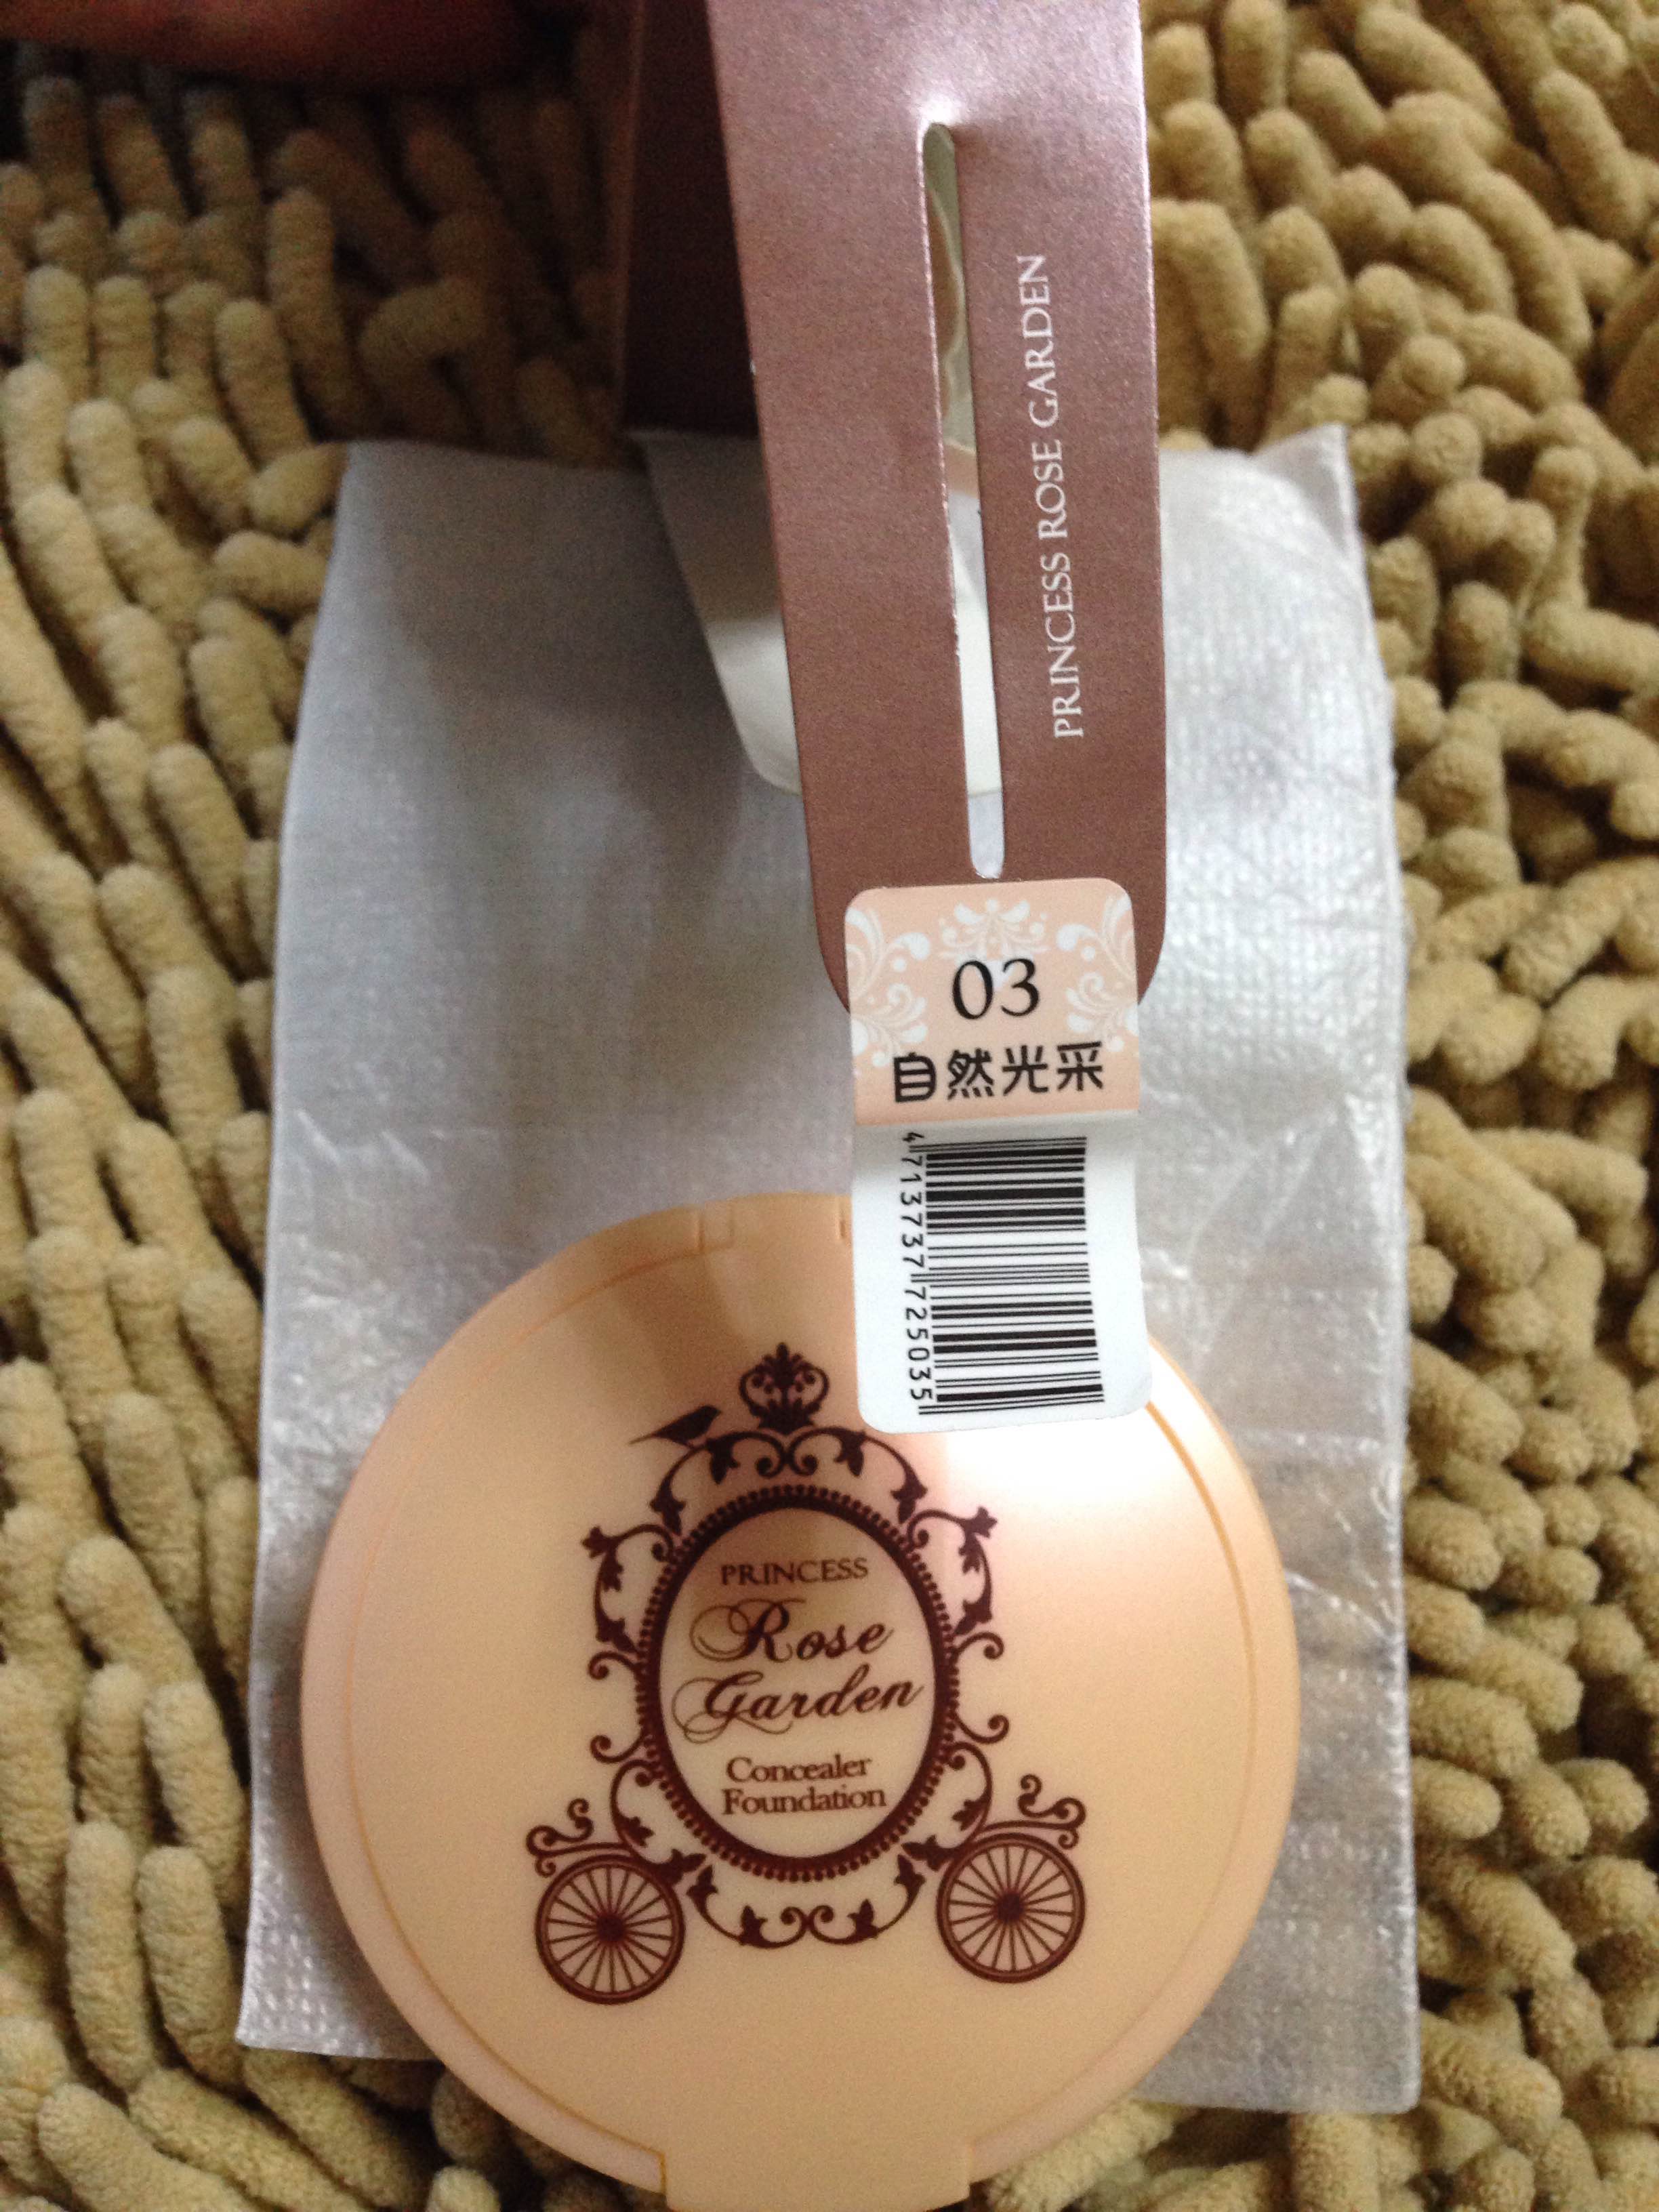 PRINCESS ROSE GARDEN
03
自然光采
4713737725035
PRINCESS
Rose
Garden
Concealer
Foundation